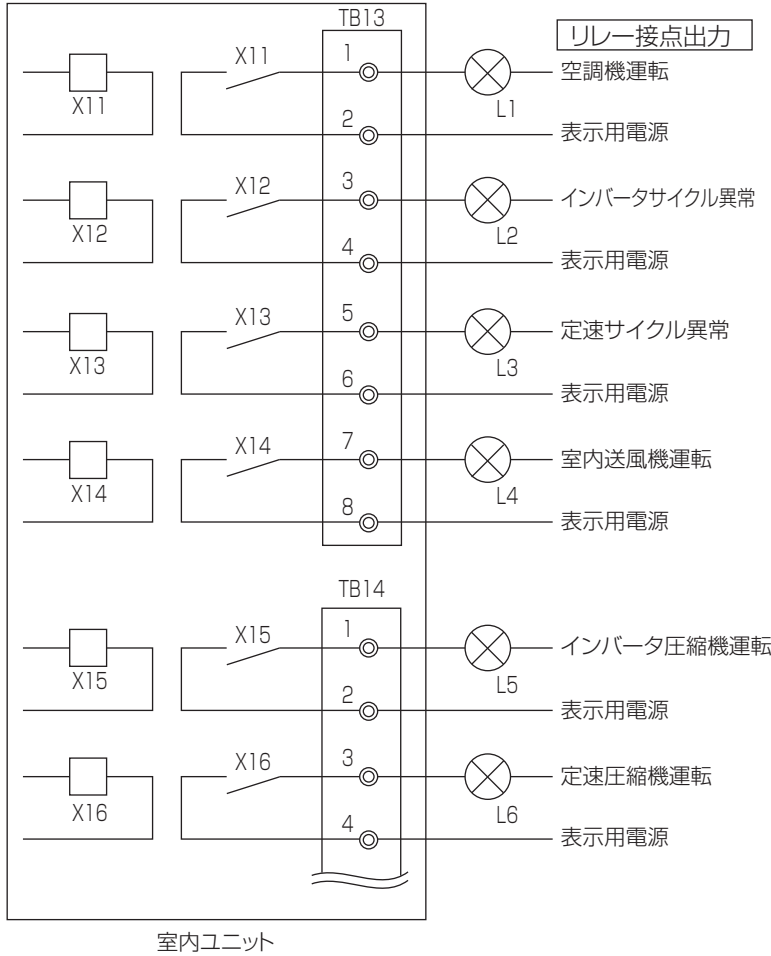 TB13
リレー接点出力
X11 X11 1 L1 空調機運転
2 表示用電源
X12 X12 3 L2 インバータサイクル異常
4 表示用電源
X13 X13 5 L3 定速サイクル異常
6 表示用電源
X14 X14 7 L4 室内送風機運転
8 表示用電源
TB14
X15 X15 1 L5 インバータ圧縮機運転
2 表示用電源
X16 X16 3 L6 定速圧縮機運転
4 表示用電源
室内ユニット